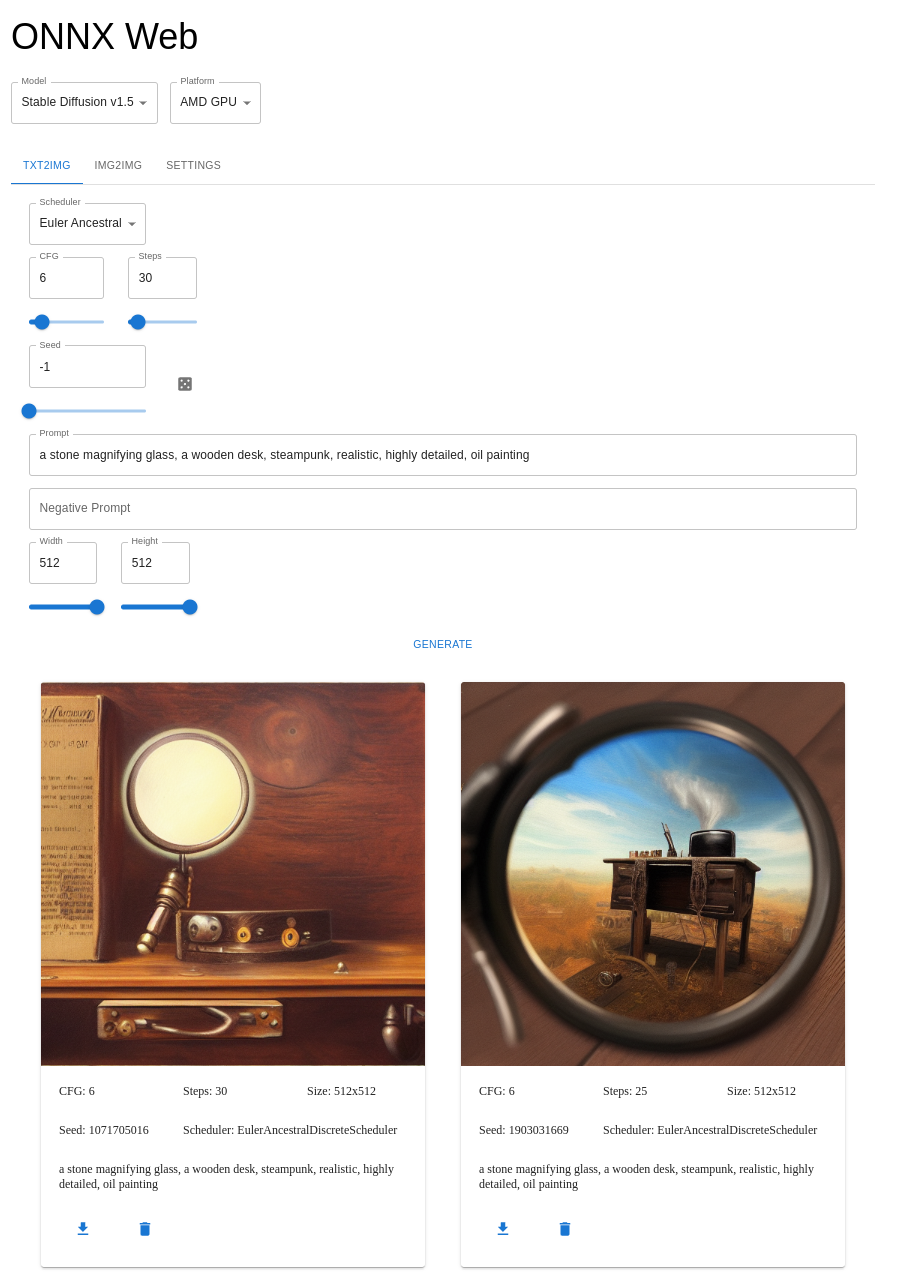 ONNX Web
Model
Stable Diffusion v1.5
Platform
AMD GPU
TXT2IMG
IMG2IMG
SETTINGS
Scheduler
Euler Ancestral
CFG
6
Steps
30
Seed
-1
Prompt
a stone magnifying glass, a wooden desk, steampunk, realistic, highly detailed, oil painting
Negative Prompt
Width
512
Height
512
GENERATE
CFG: 6
Steps: 30
Size: 512x512
Seed: 1071705016
Scheduler: EulerAncestralDiscreteScheduler
a stone magnifying glass, a wooden desk, steampunk, realistic, highly
detailed, oil painting
CFG: 6
Steps: 25
Size: 512x512
Seed: 1903031669
Scheduler: EulerAncestralDiscreteScheduler
a stone magnifying glass, a wooden desk, steampunk, realistic, highly
detailed, oil painting